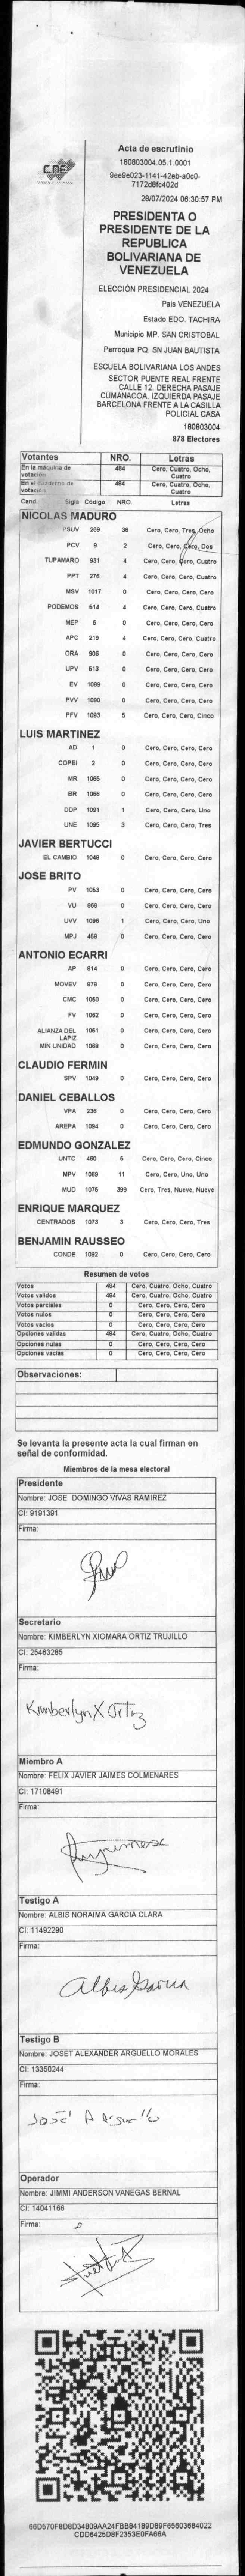 CNE
Acta de escrutinio
180803004.05.1.0001
9ee9e023-1141-42eb-a0c0-
7172d8fc402d
28/07/2024 06:30:57 PM
PRESIDENTA O
PRESIDENTE DE LA
REPUBLICA
BOLIVARIANA DE
VENEZUELA
ELECCIÓN PRESIDENCIAL 2024
Pais VENEZUELA
Estado EDO. TACHIRA
Municipio MP. SAN CRISTOBAL
Parroquia PQ. SN JUAN BAUTISTA
ESCUELA BOLIVARIANA LOS ANDES
SECTOR PUENTE REAL FRENTE
CALLE 12. DERECHA PASAJE
CUMANACOA. IZQUIERDA PASAJE
BARCELONA FRENTE A LA CASILLA
POLICIAL CASA
180803004
878 Electores
Votantes NRO. Letras
En la máquina de votación 484 Cero, Cuatro, Ocho, Cuatro
En el cuaderno de votación 484 Cero, Cuatro, Ocho, Cuatro
Cand. Sigla Código NRO. Letras
NICOLAS MADURO
PSUV 269 38 Cero, Cero, Tres, Ocho
PCV 9 2 Cero, Cero, Cero, Dos
TUPAMARO 931 4 Cero, Cero, Cero, Cuatro
PPT 276 4 Cero, Cero, Cero, Cuatro
MSV 1017 0 Cero, Cero, Cero, Cero
PODEMOS 514 4 Cero, Cero, Cero, Cuatro
MEP 6 0 Cero, Cero, Cero, Cero
APC 219 4 Cero, Cero, Cero, Cuatro
ORA 908 0 Cero, Cero, Cero, Cero
UPV 513 0 Cero, Cero, Cero, Cero
EV 1089 0 Cero, Cero, Cero, Cero
PVV 1090 0 Cero, Cero, Cero, Cero
PFV 1093 5 Cero, Cero, Cero, Cinco
LUIS MARTINEZ
AD 1 0 Cero, Cero, Cero, Cero
COPEI 2 0 Cero, Cero, Cero, Cero
MR 1065 0 Cero, Cero, Cero, Cero
BR 1066 0 Cero, Cero, Cero, Cero
DDP 1091 1 Cero, Cero, Cero, Uno
UNE 1095 3 Cero, Cero, Cero, Tres
JAVIER BERTUCCI
EL CAMBIO 1048 0 Cero, Cero, Cero, Cero
JOSE BRITO
PV 1053 0 Cero, Cero, Cero, Cero
VU 868 0 Cero, Cero, Cero, Cero
UVV 1096 1 Cero, Cero, Cero, Uno
MPJ 458 0 Cero, Cero, Cero, Cero
ANTONIO ECARRI
AP 814 0 Cero, Cero, Cero, Cero
MOVEV 979 0 Cero, Cero, Cero, Cero
CMC 1050 0 Cero, Cero, Cero, Cero
FV 1062 0 Cero, Cero, Cero, Cero
ALIANZA DEL LAPIZ 1051 0 Cero, Cero, Cero, Cero
MIN UNIDAD 1069 0 Cero, Cero, Cero, Cero
CLAUDIO FERMIN
SPV 1049 0 Cero, Cero, Cero, Cero
DANIEL CEBALLOS
VPA 236 0 Cero, Cero, Cero, Cero
AREPA 1094 0 Cero, Cero, Cero, Cero
EDMUNDO GONZALEZ
UNTC 460 5 Cero, Cero, Cero, Cinco
MPV 1069 11 Cero, Cero, Uno, Uno
MUD 1075 399 Cero, Tres, Nueve, Nueve
ENRIQUE MARQUEZ
CENTRADOS 1073 3 Cero, Cero, Cero, Tres
BENJAMIN RAUSSEO
CONDE 1092 0 Cero, Cero, Cero, Cero
Resumen de votos
Votos 484 Cero, Cuatro, Ocho, Cuatro
Votos validos 484 Cero, Cuatro, Ocho, Cuatro
Votos parciales 0 Cero, Cero, Cero, Cero
Votos nulos 0 Cero, Cero, Cero, Cero
Votos vacios 0 Cero, Cero, Cero, Cero
Opciones validas 484 Cero, Cuatro, Ocho, Cuatro
Opciones nulas 0 Cero, Cero, Cero, Cero
Opciones vacias 0 Cero, Cero, Cero, Cero
Observaciones:
Se levanta la presente acta la cual firman en
señal de conformidad.
Miembros de la mesa electoral
Presidente
Nombre: JOSE DOMINGO VIVAS RAMIREZ
CI: 9191391
Firma:
Secretario
Nombre: KIMBERLYN XIOMARA ORTIZ TRUJILLO
CI: 25463265
Firma:
Kimberlyn X Ortiz
Miembro A
Nombre: FELIX JAVIER JAIMES COLMENARES
CI: 17108491
Firma:
Testigo A
Nombre: ALBIS NORAIMA GARCIA CLARA
CI: 11492290
Firma:
Albis Garcia
Testigo B
Nombre: JOSET ALEXANDER ARGUELLO MORALES
CI: 13350244
Firma:
José A Arguello
Operador
Nombre: JIMMI ANDERSON VANEGAS BERNAL
CI: 14041166
Firma:
66D570F8D8D34809AA24FBB84189D89F65603684022
CDD6425D8F2353E0FA66A